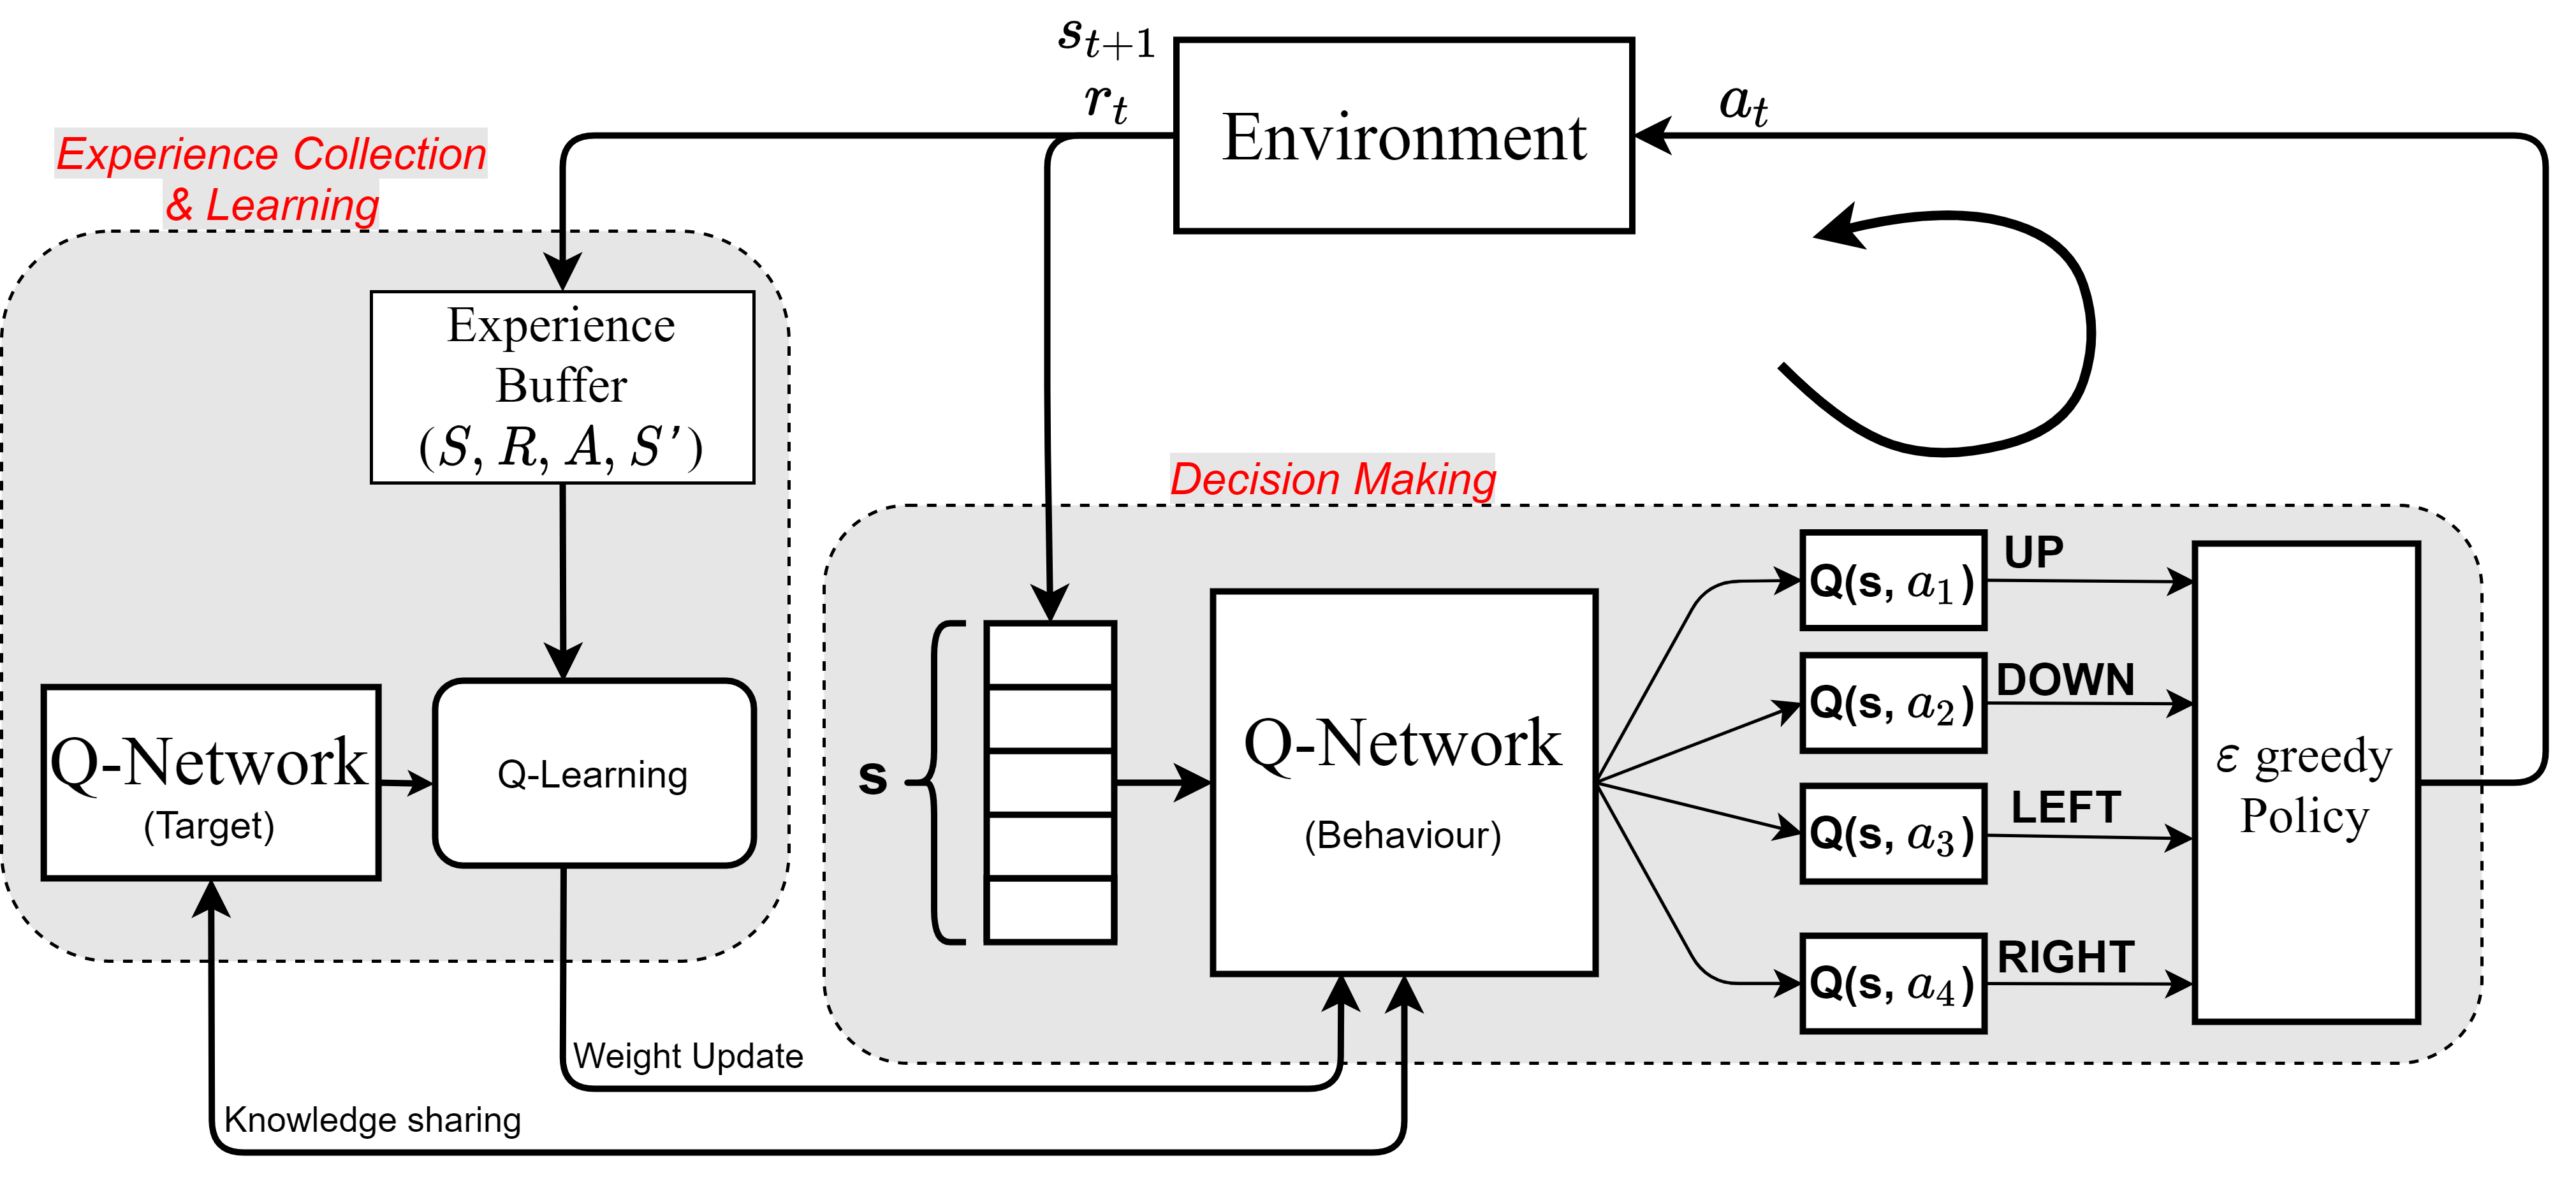 s_{t+1}
r_t
Environment
a_t
Experience Collection
& Learning
Experience
Buffer
(S, R, A, S')
Decision Making
Q-Network
(Target)
Q-Learning
s
Q-Network
(Behaviour)
Q(s, a_1)
UP
Q(s, a_2)
DOWN
Q(s, a_3)
LEFT
Q(s, a_4)
RIGHT
ε greedy
Policy
Weight Update
Knowledge sharing